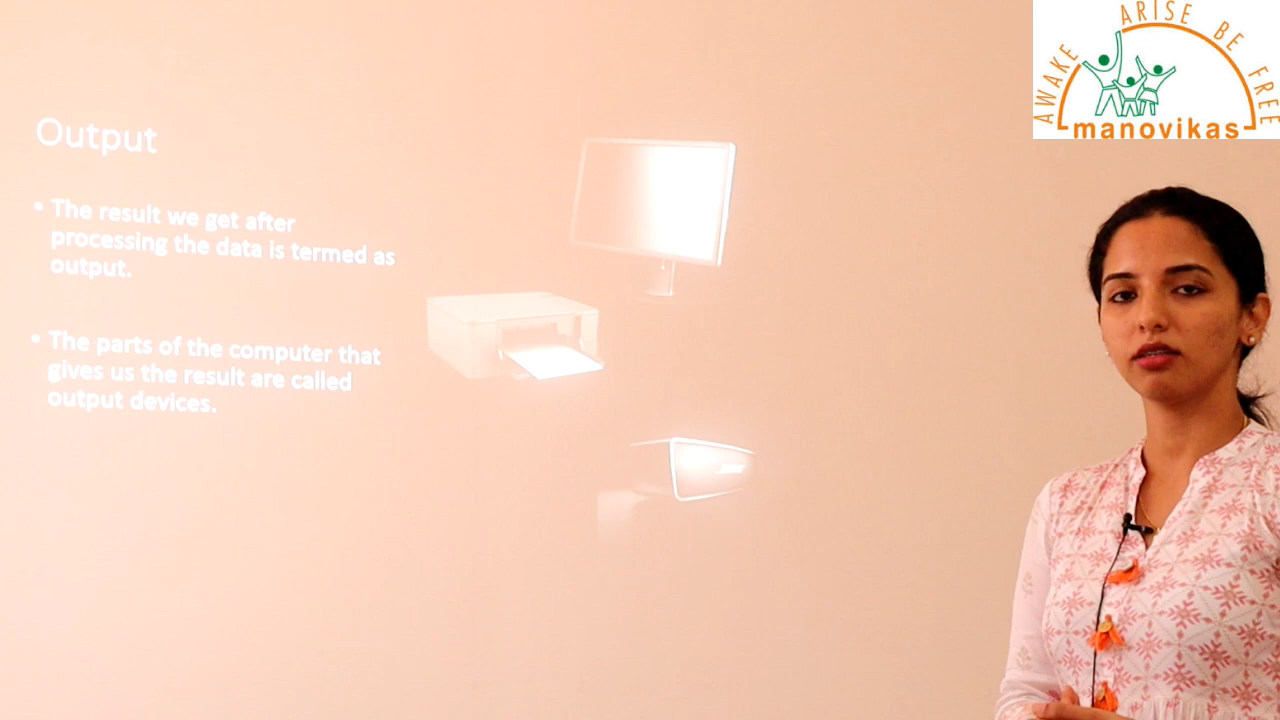 AWAKE ARISE BE FREE
manovikas
Output
• The result we get after
processing the data is termed as
output.
• The parts of the computer that
gives us the result are called
output devices.